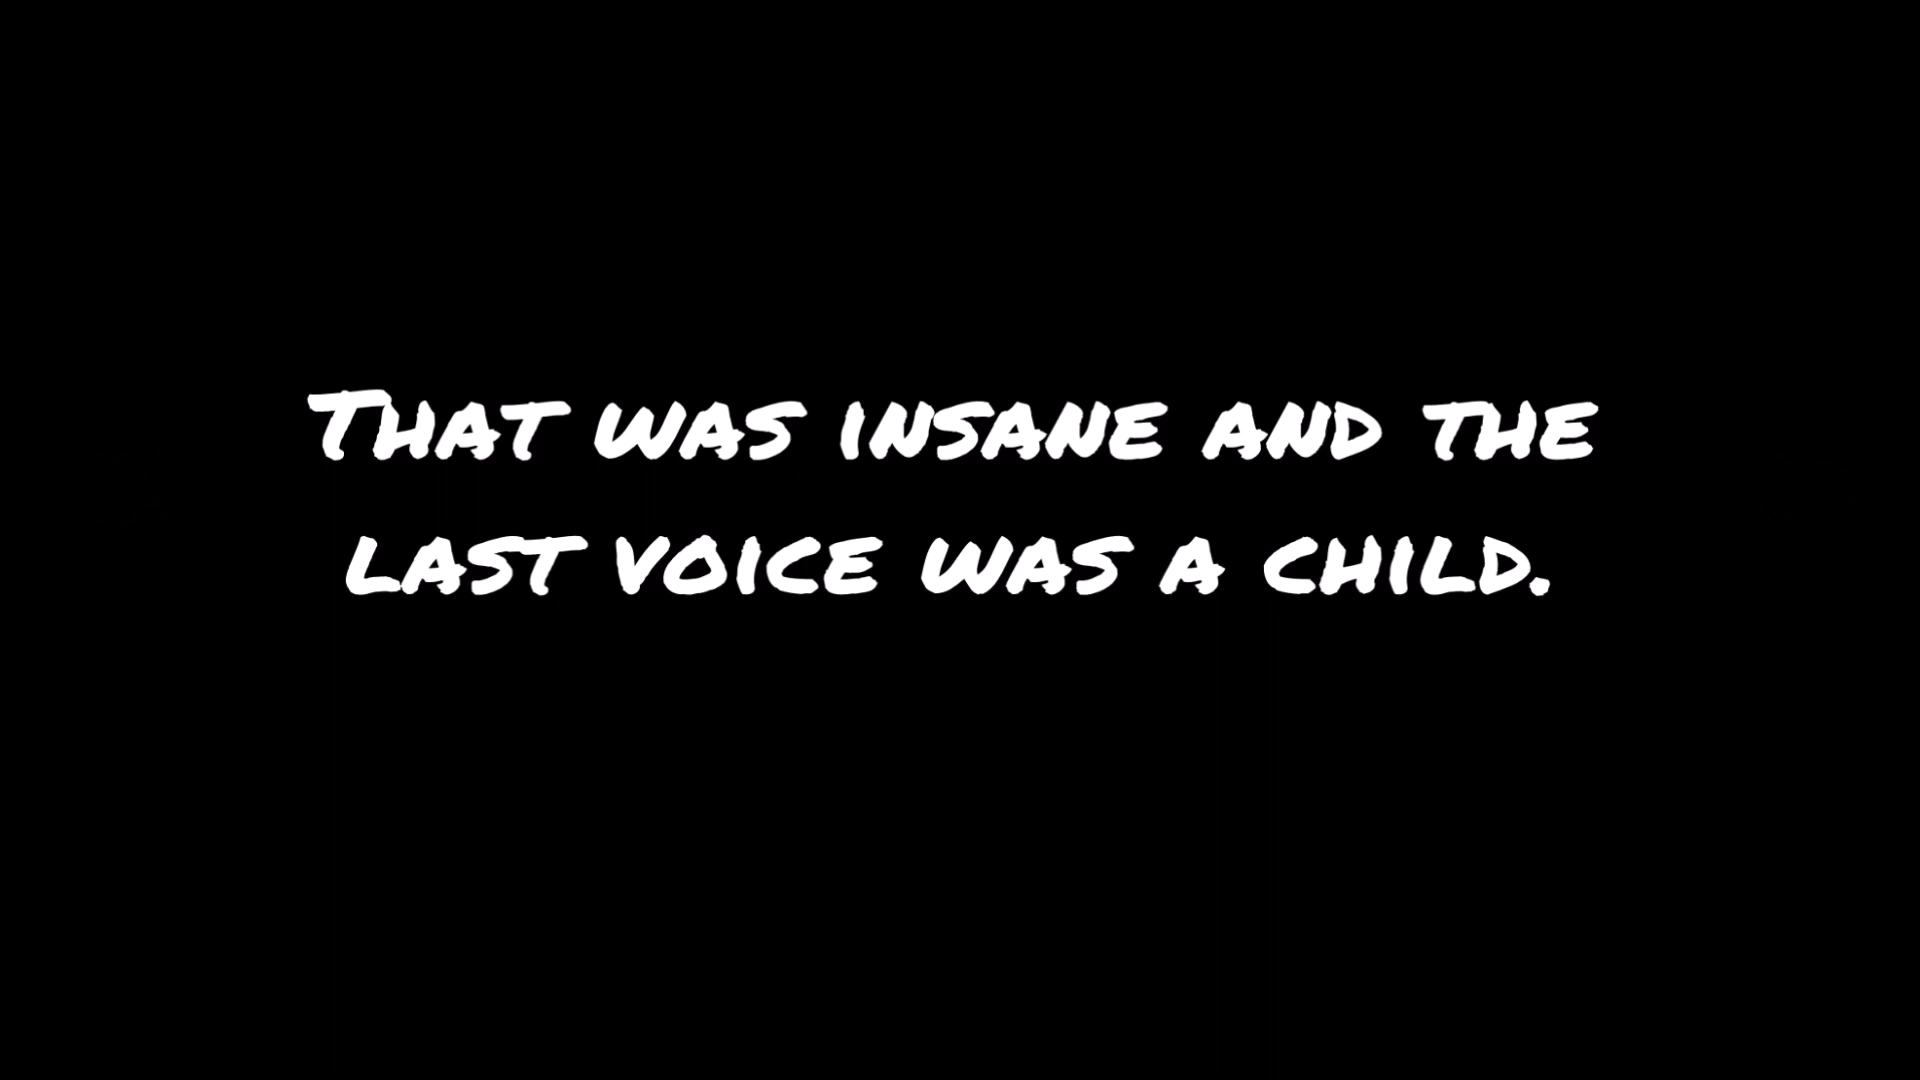 That was insane and the
last voice was a child.